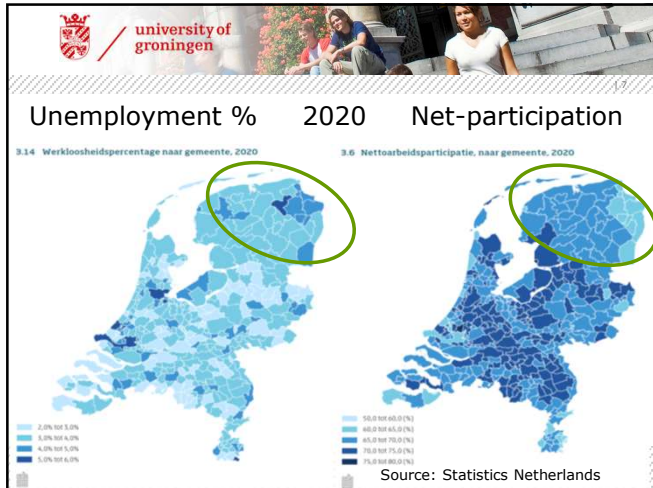 university of
groningen
| 7
Unemployment % 2020 Net-participation
3.14 Werkloosheidspercentage naar gemeente, 2020
3.6 Nettoarbeidsparticipatie, naar gemeente, 2020
2,0% tot 3,0%
3,0% tot 4,0%
4,0% tot 5,0%
5,0% tot 6,0%
50,0 tot 60,0 (%)
60,0 tot 65,0 (%)
65,0 tot 70,0 (%)
70,0 tot 75,0 (%)
75,0 tot 80,0 (%)
Source: Statistics Netherlands